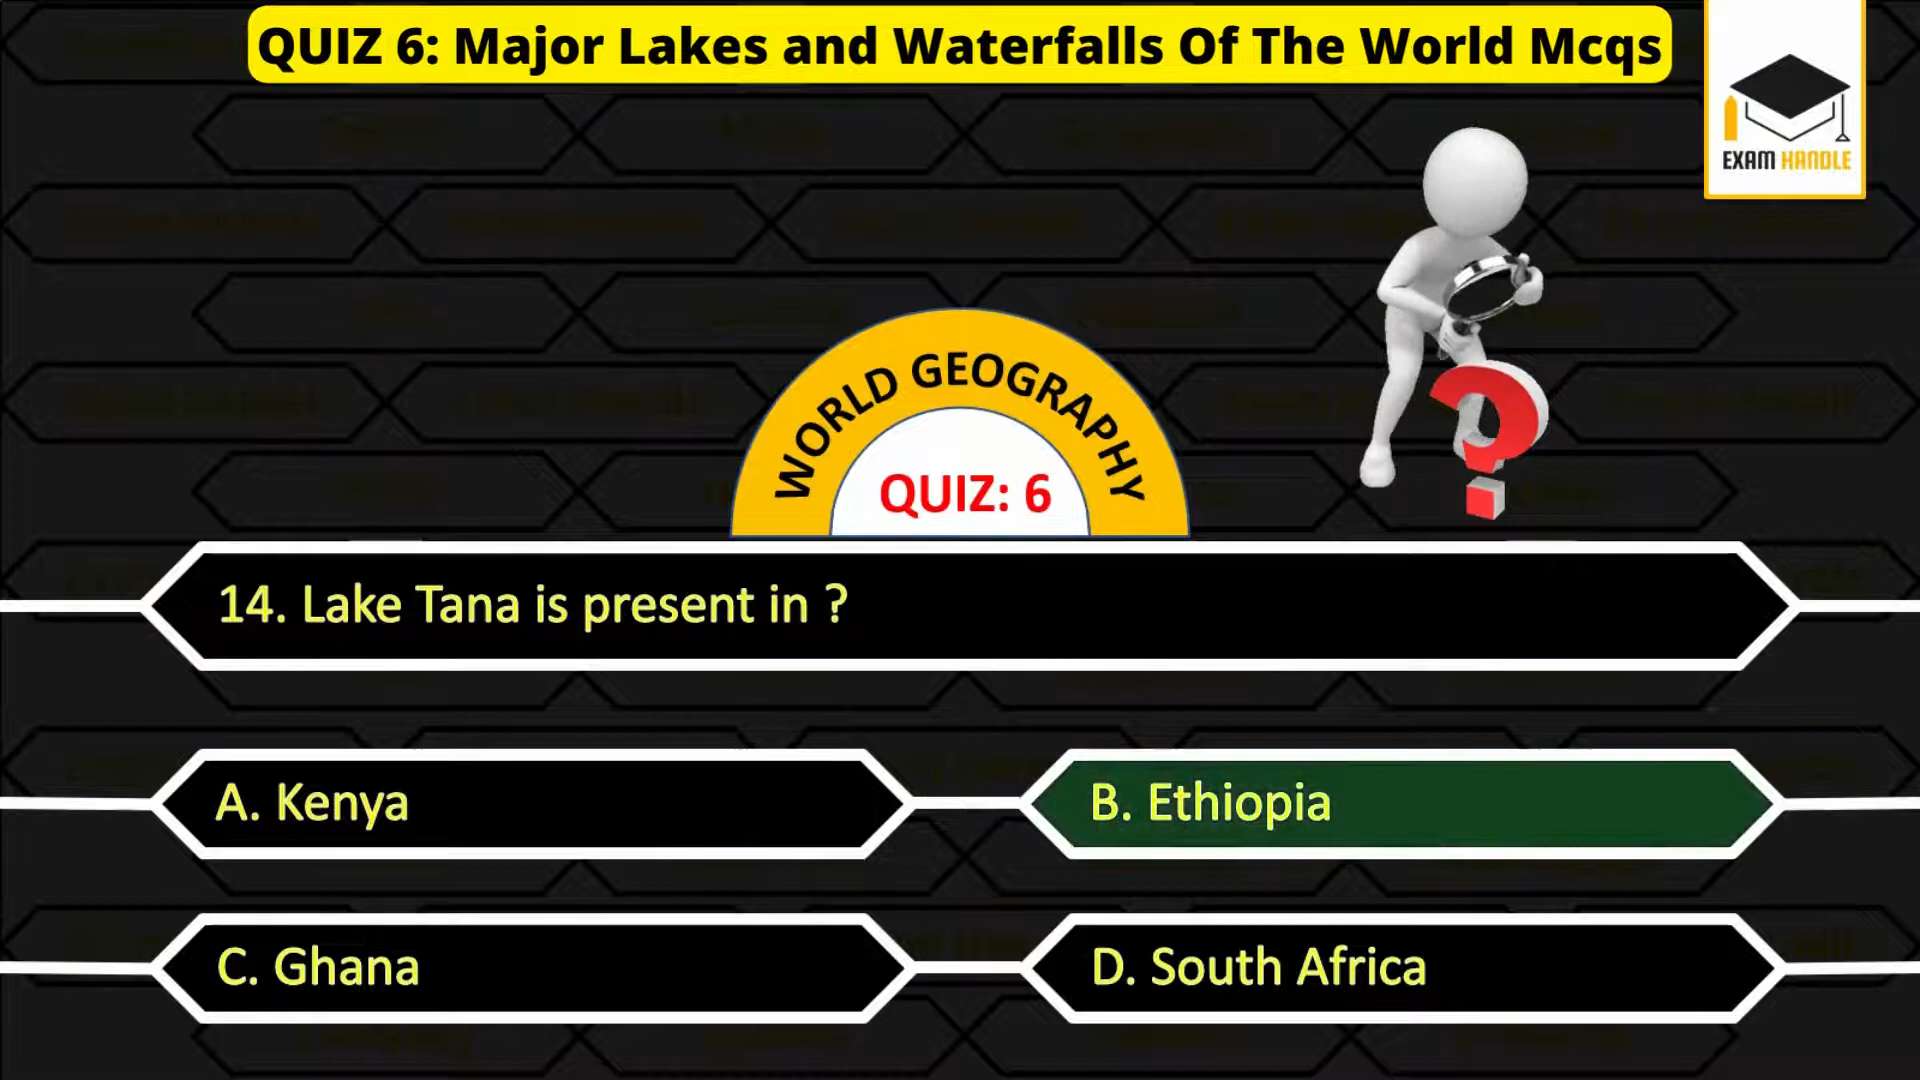 QUIZ 6: Major Lakes and Waterfalls Of The World Mcqs
EXAM HANDLE
WORLD GEOGRAPHY
QUIZ: 6
14. Lake Tana is present in ?
A. Kenya
B. Ethiopia
C. Ghana
D. South Africa